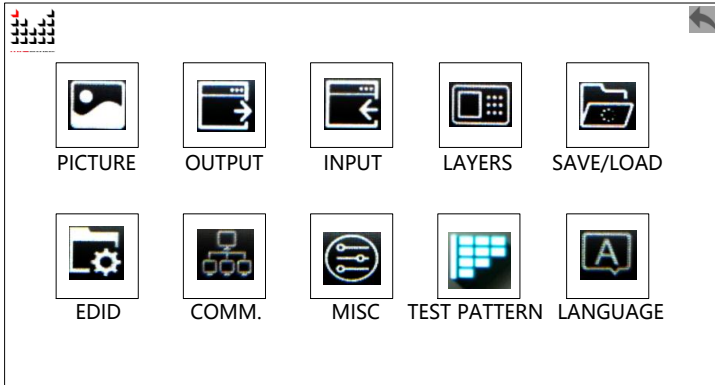 PICTURE OUTPUT INPUT LAYERS SAVE/LOAD
A
EDID COMM. MISC TEST PATTERN LANGUAGE